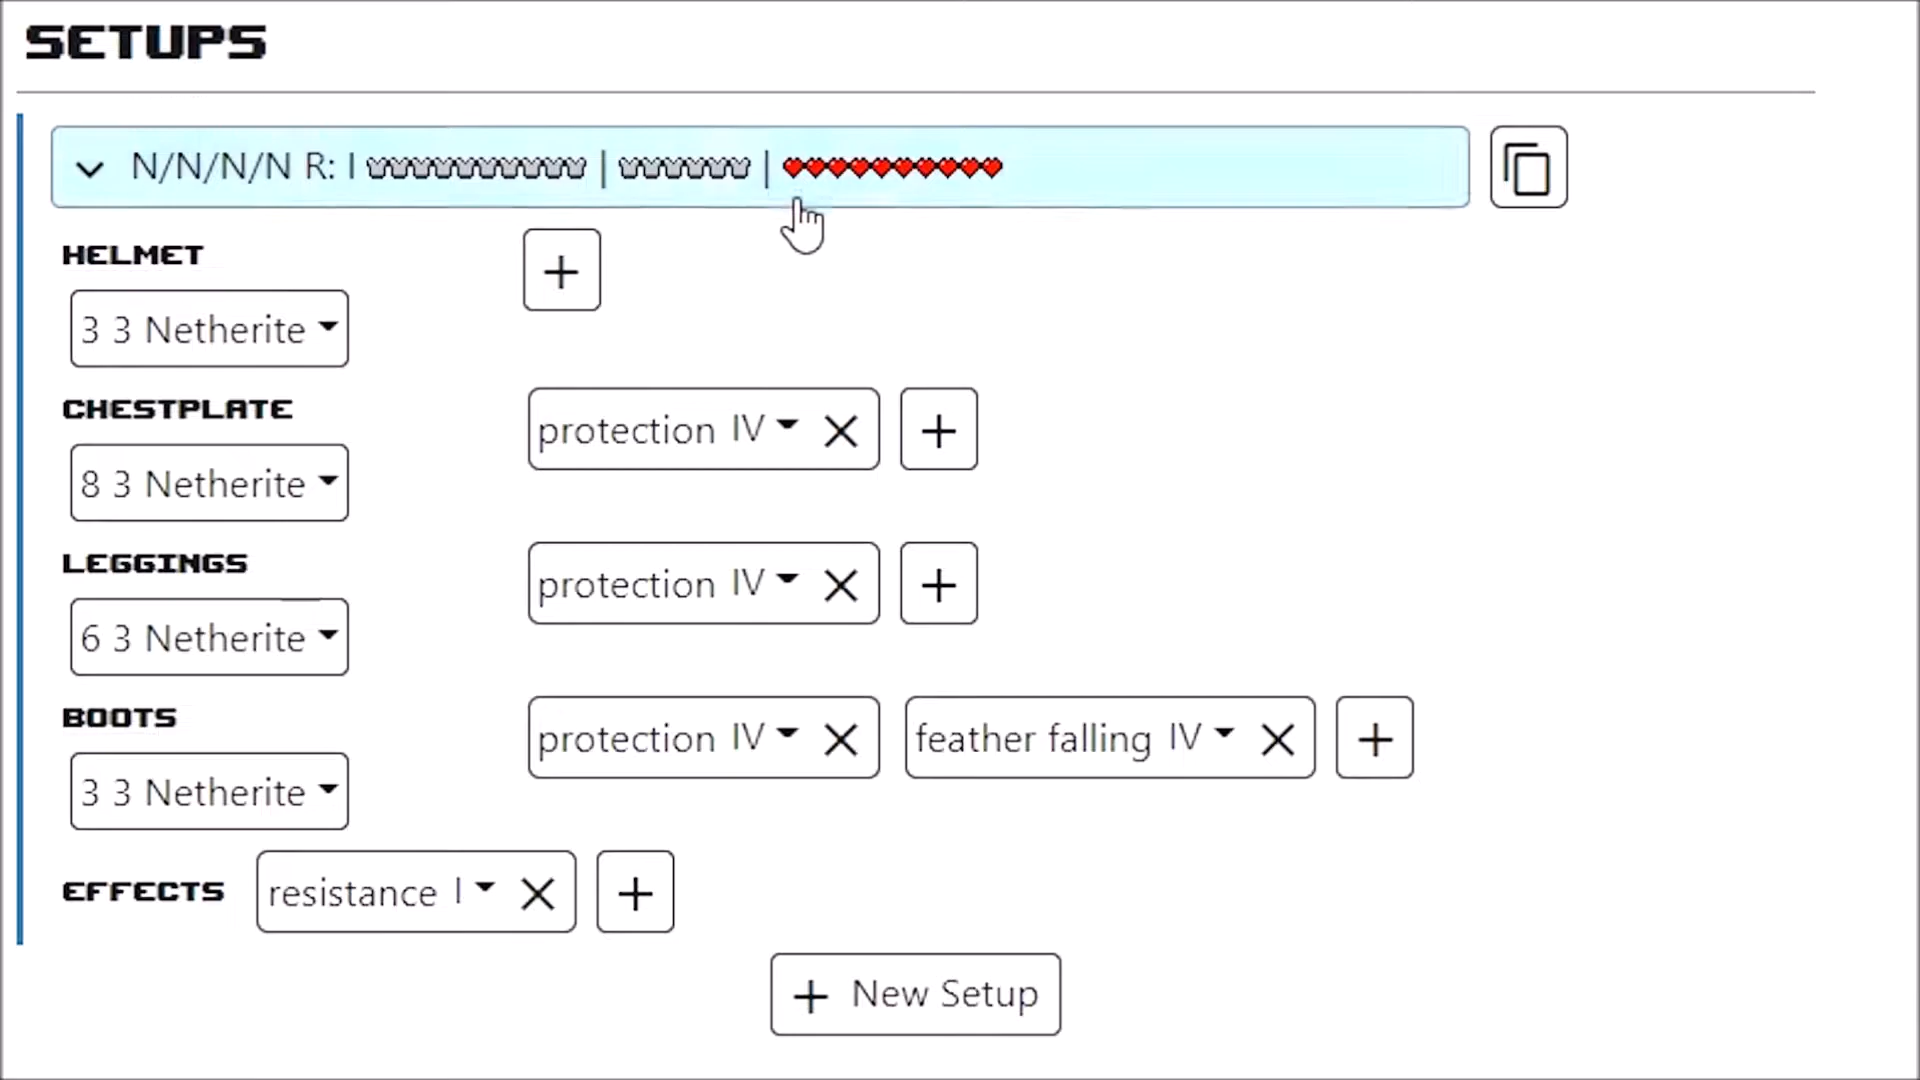 SETUPS
N/N/N/N R: I | |
HELMET
3 3 Netherite
CHESTPLATE
protection IV
8 3 Netherite
LEGGINGS
protection IV
6 3 Netherite
BOOTS
protection IV feather falling IV
3 3 Netherite
EFFECTS resistance I
+ New Setup